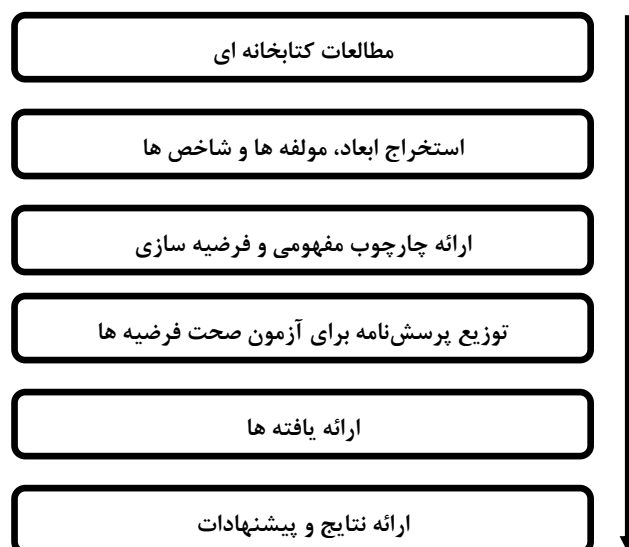 مطالعات کتابخانه ای
استخراج ابعاد، مولفه ها و شاخص ها
ارائه چارچوب مفهومی و فرضیه سازی
توزیع پرسش‌نامه برای آزمون صحت فرضیه ها
ارائه یافته ها
ارائه نتایج و پیشنهادات